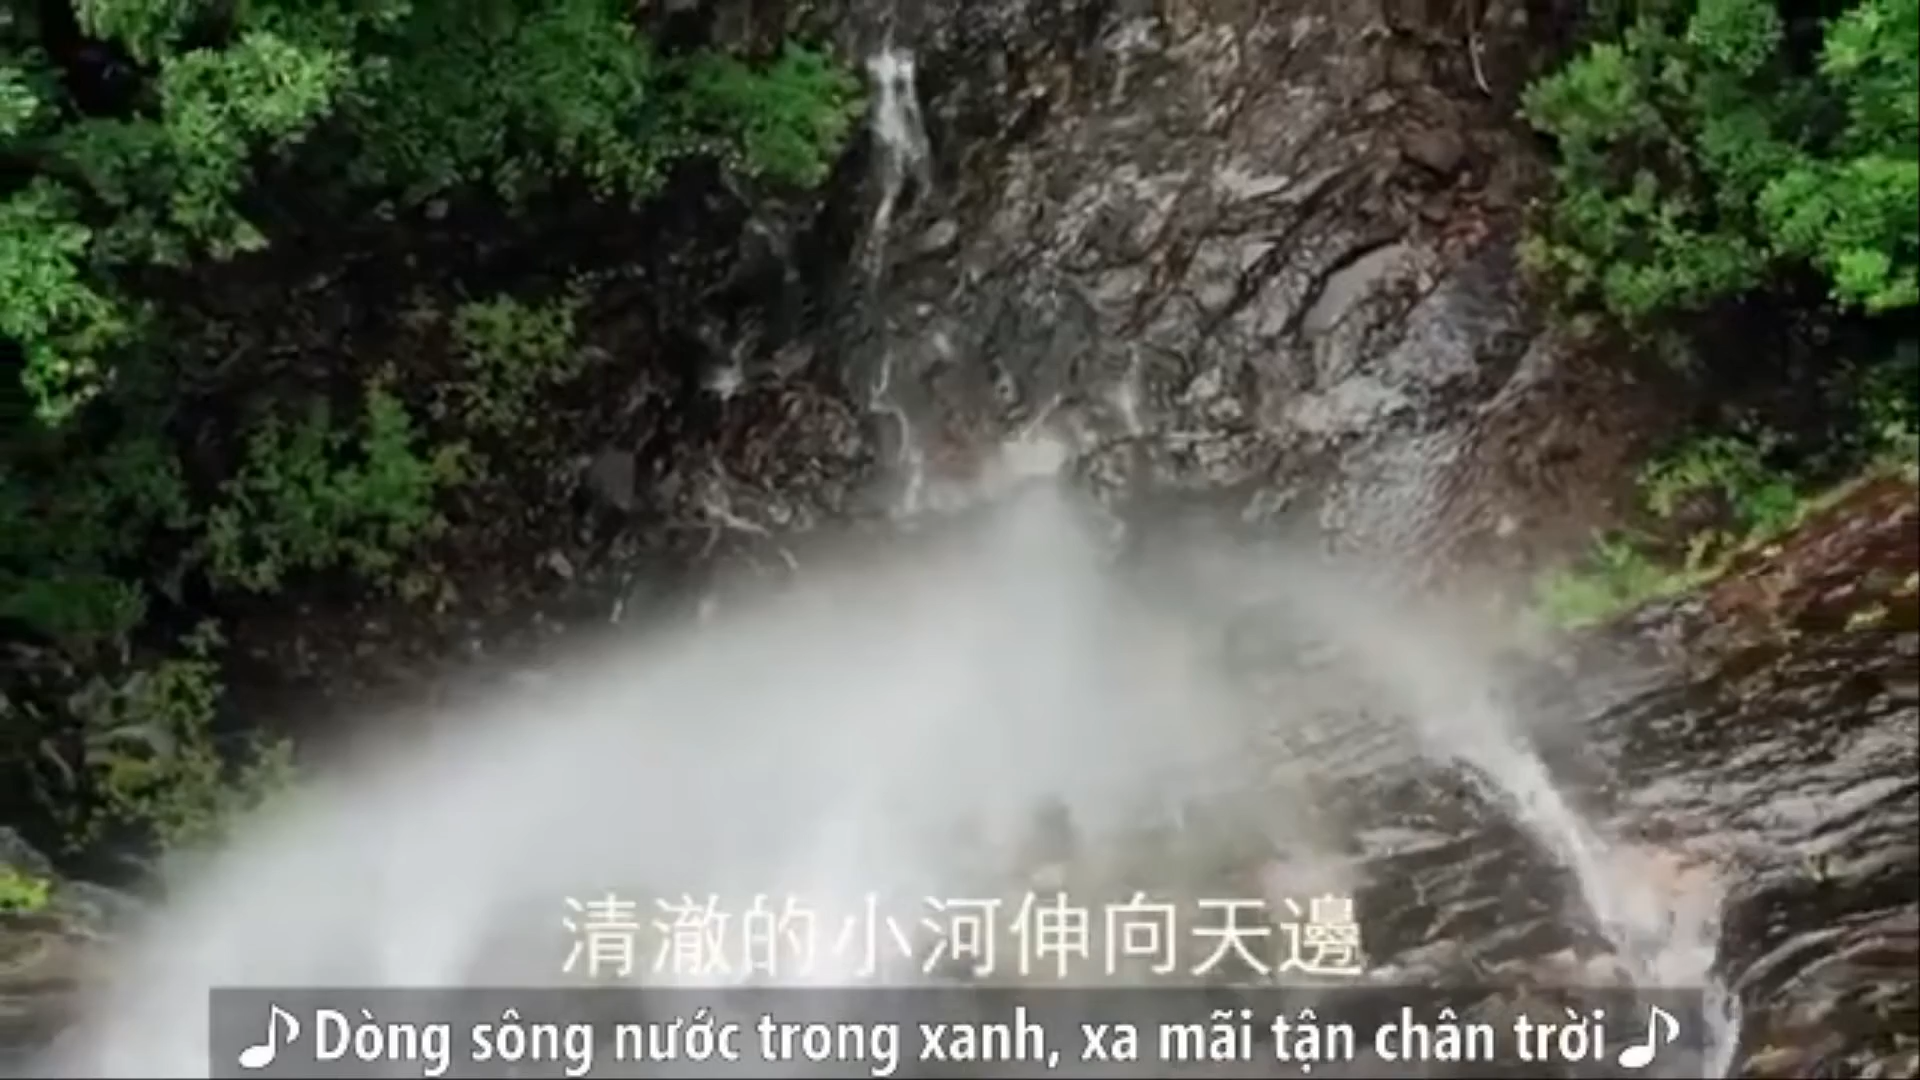 清澈的小河伸向天邊
♪ Dòng sông nước trong xanh, xa mãi tận chân trời ♪